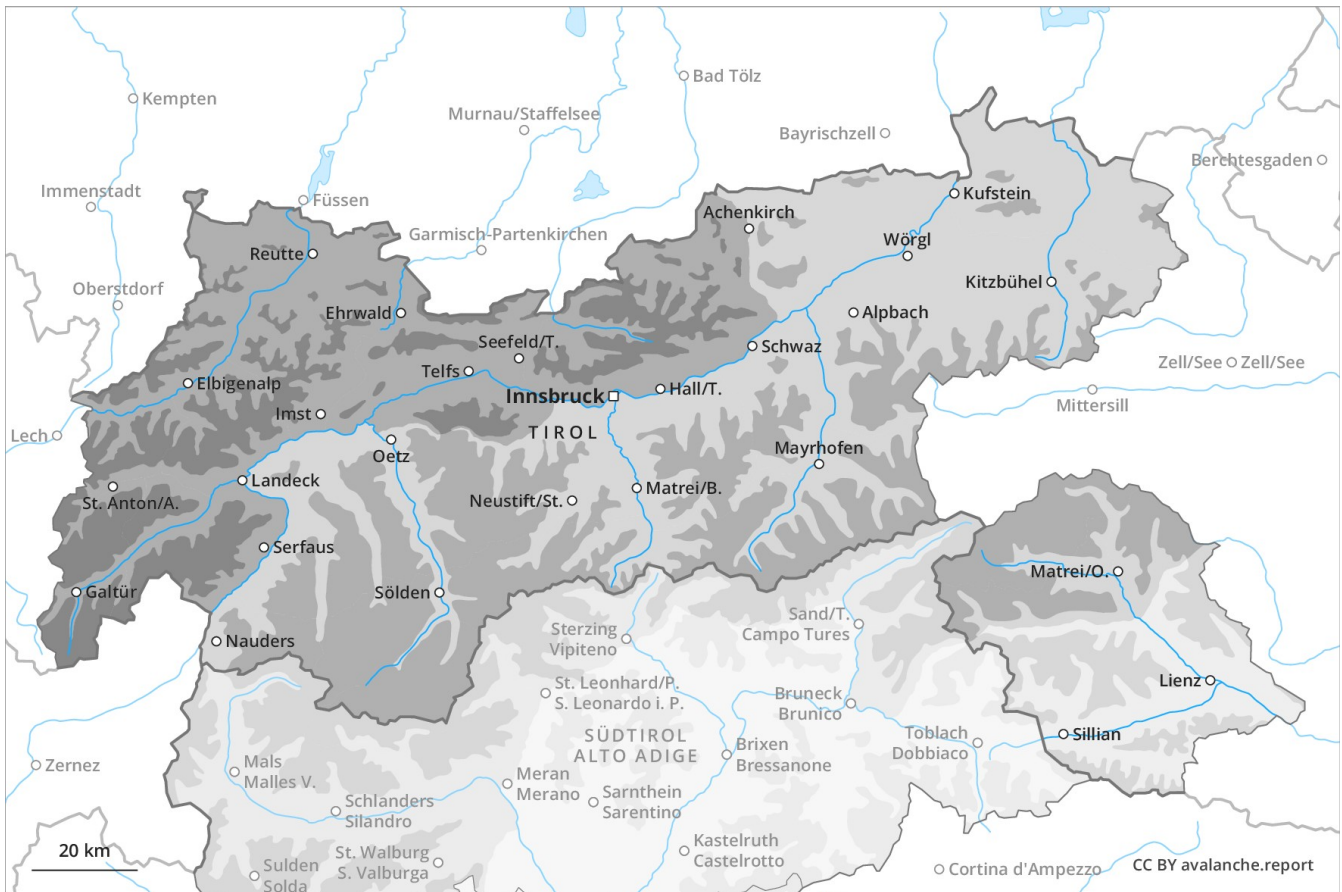 Kempten
Bad Tölz
Murnau/Staffelsee
Bayrischzell
Berchtesgaden
Immenstadt
Füssen
Kufstein
Achenkirch
Garmisch-Partenkirchen
Wörgl
Reutte
Oberstdorf
Kitzbühel
Ehrwald
Alpbach
Seefeld/T.
Schwaz
Telfs
Zell/See
Zell/See
Elbigenalp
Innsbruck
Hall/T.
Mittersill
Imst
Lech
TIROL
Oetz
Mayrhofen
Landeck
Matrei/B.
St. Anton/A.
Neustift/St.
Serfaus
Matrei/O.
Galtür
Sölden
Sand/T.
Campo Tures
Nauders
Sterzing
Vipiteno
Lienz
St. Leonhard/P.
S. Leonardo i. P.
Bruneck
Brunico
SÜDTIROL
ALTO ADIGE
Toblach
Dobbiaco
Sillian
Brixen
Bressanone
Zernez
Mals
Malles V.
Meran
Merano
Schlanders
Silandro
Sarnthein
Sarentino
Kastelruth
Castelrotto
20 km
St. Walburg
S. Valburga
Sulden
Solda
Cortina d'Ampezzo
CC BY avalanche.report